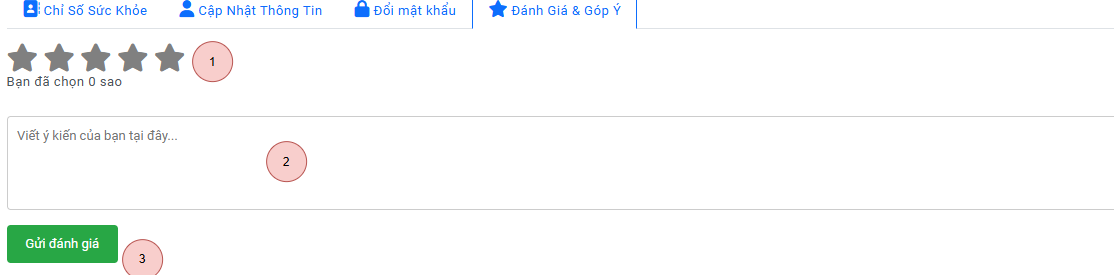 Chỉ Số Sức Khỏe Cập Nhật Thông Tin Đổi mật khẩu Đánh Giá & Góp Ý
1
Bạn đã chọn 0 sao
Viết ý kiến của bạn tại đây...
2
Gửi đánh giá
3